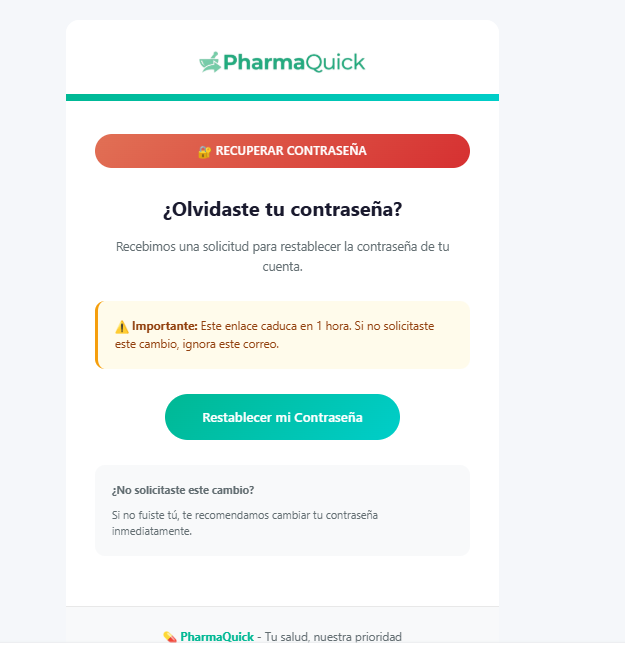 PharmaQuick
🔐 RECUPERAR CONTRASEÑA
¿Olvidaste tu contraseña?
Recibimos una solicitud para restablecer la contraseña de tu
cuenta.
⚠️ Importante: Este enlace caduca en 1 hora. Si no solicitaste
este cambio, ignora este correo.
Restablecer mi Contraseña
¿No solicitaste este cambio?
Si no fuiste tú, te recomendamos cambiar tu contraseña
inmediatamente.
💊 PharmaQuick - Tu salud, nuestra prioridad